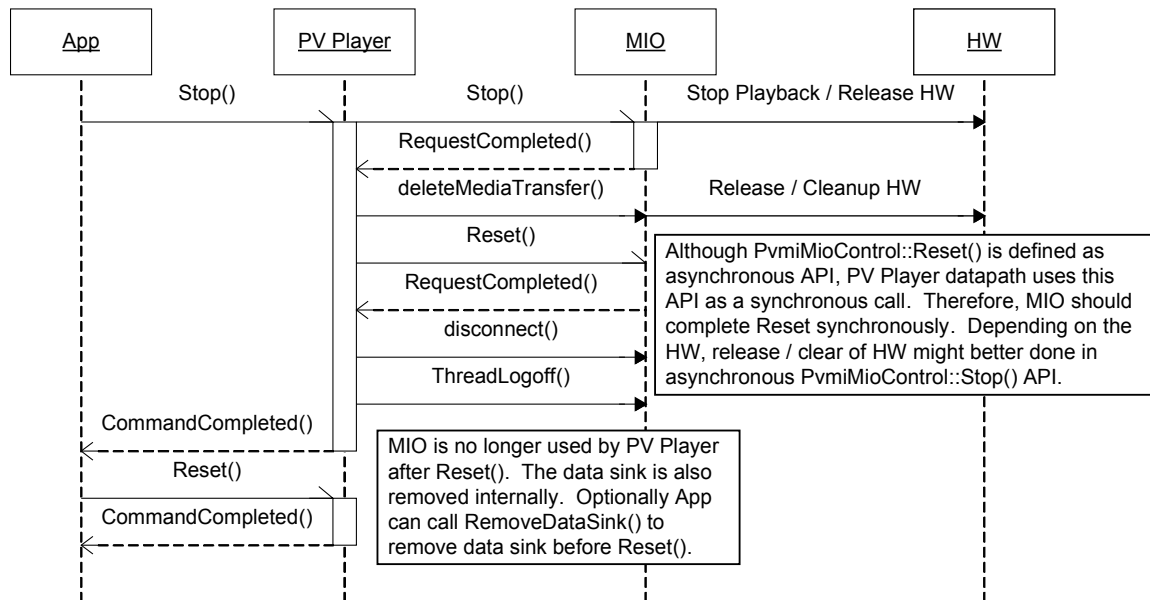 App
PV Player
MIO
HW
Stop()
Stop()
Stop Playback / Release HW
RequestCompleted()
deleteMediaTransfer()
Release / Cleanup HW
Reset()
Although PvmiMioControl::Reset() is defined as
asynchronous API, PV Player datapath uses this
API as a synchronous call. Therefore, MIO should
complete Reset synchronously. Depending on the
HW, release / clear of HW might better done in
asynchronous PvmiMioControl::Stop() API.
RequestCompleted()
disconnect()
ThreadLogoff()
CommandCompleted()
MIO is no longer used by PV Player
after Reset(). The data sink is also
removed internally. Optionally App
can call RemoveDataSink() to
remove data sink before Reset().
Reset()
CommandCompleted()